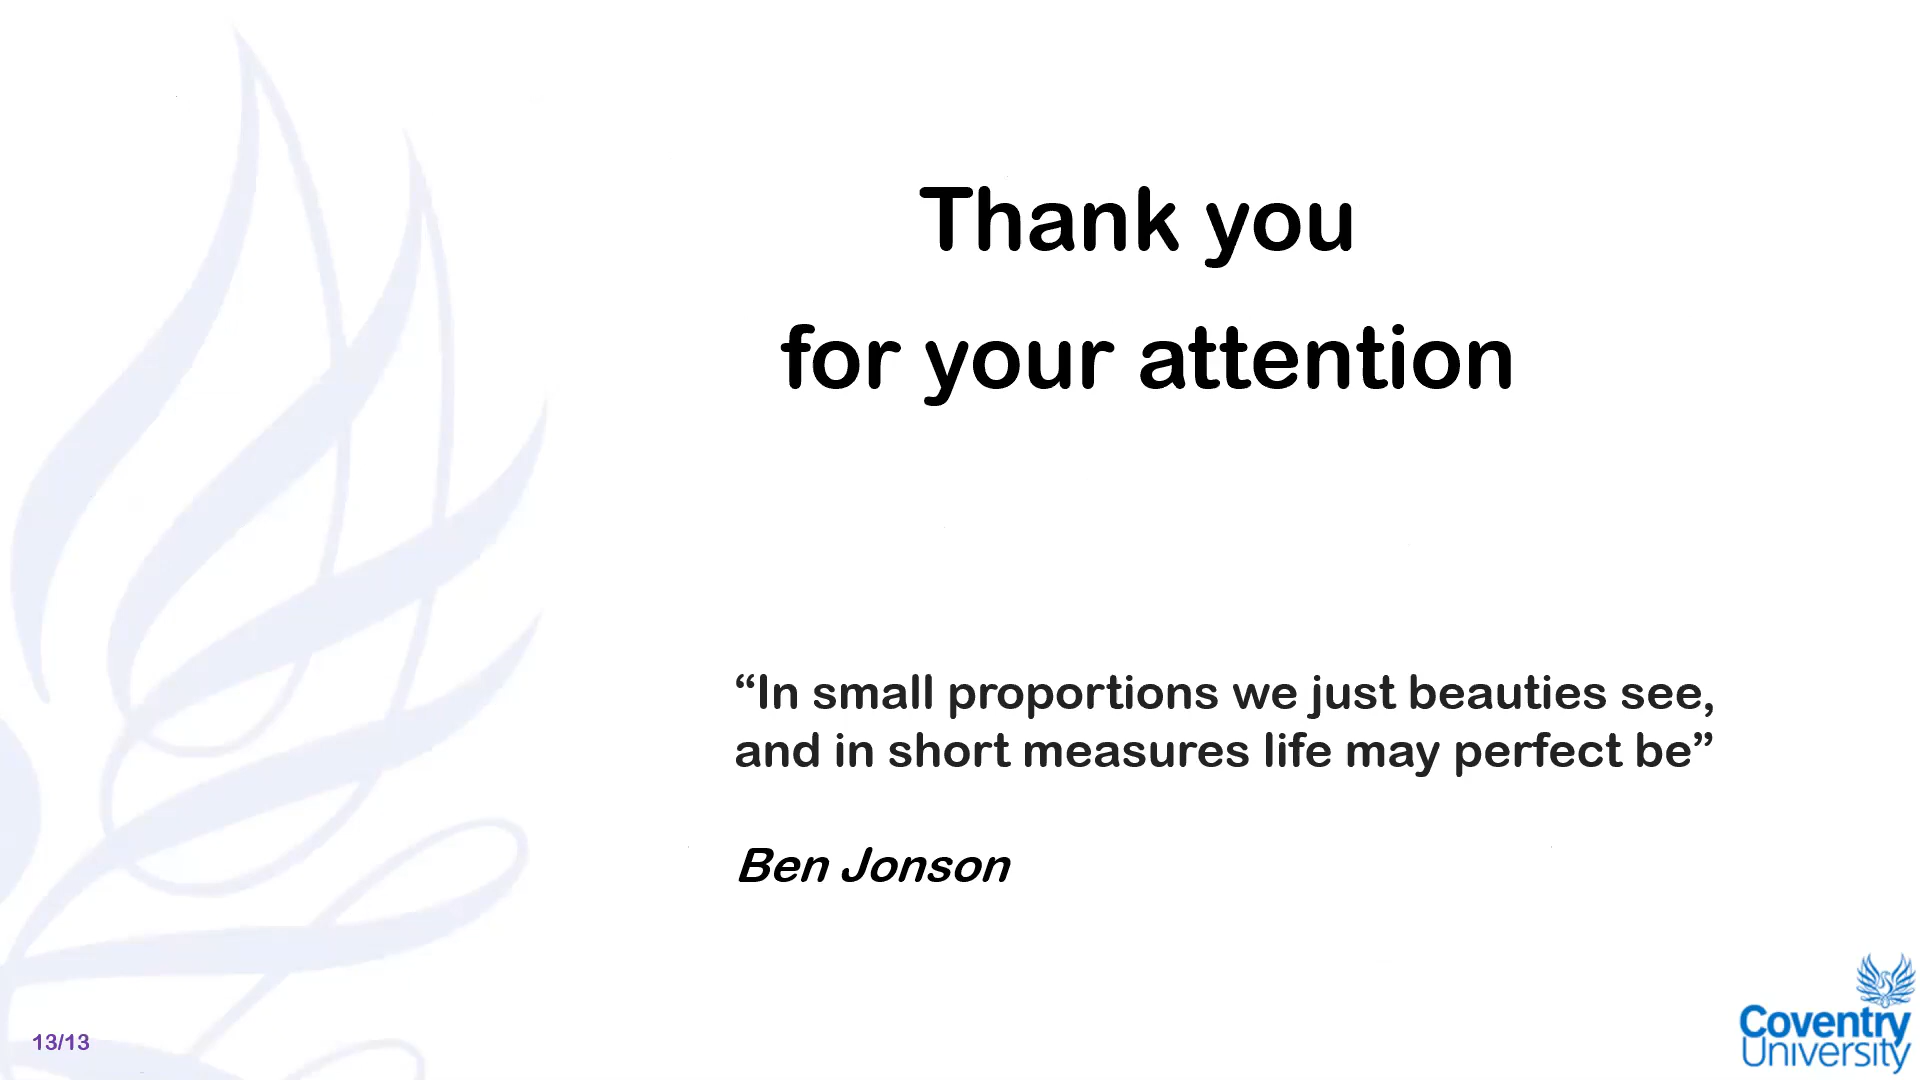 Thank you
for your attention
“In small proportions we just beauties see,
and in short measures life may perfect be”
Ben Jonson
13/13
Coventry
University